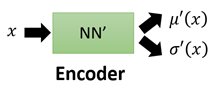 μ′(x)
x NN′
σ′(x)
Encoder